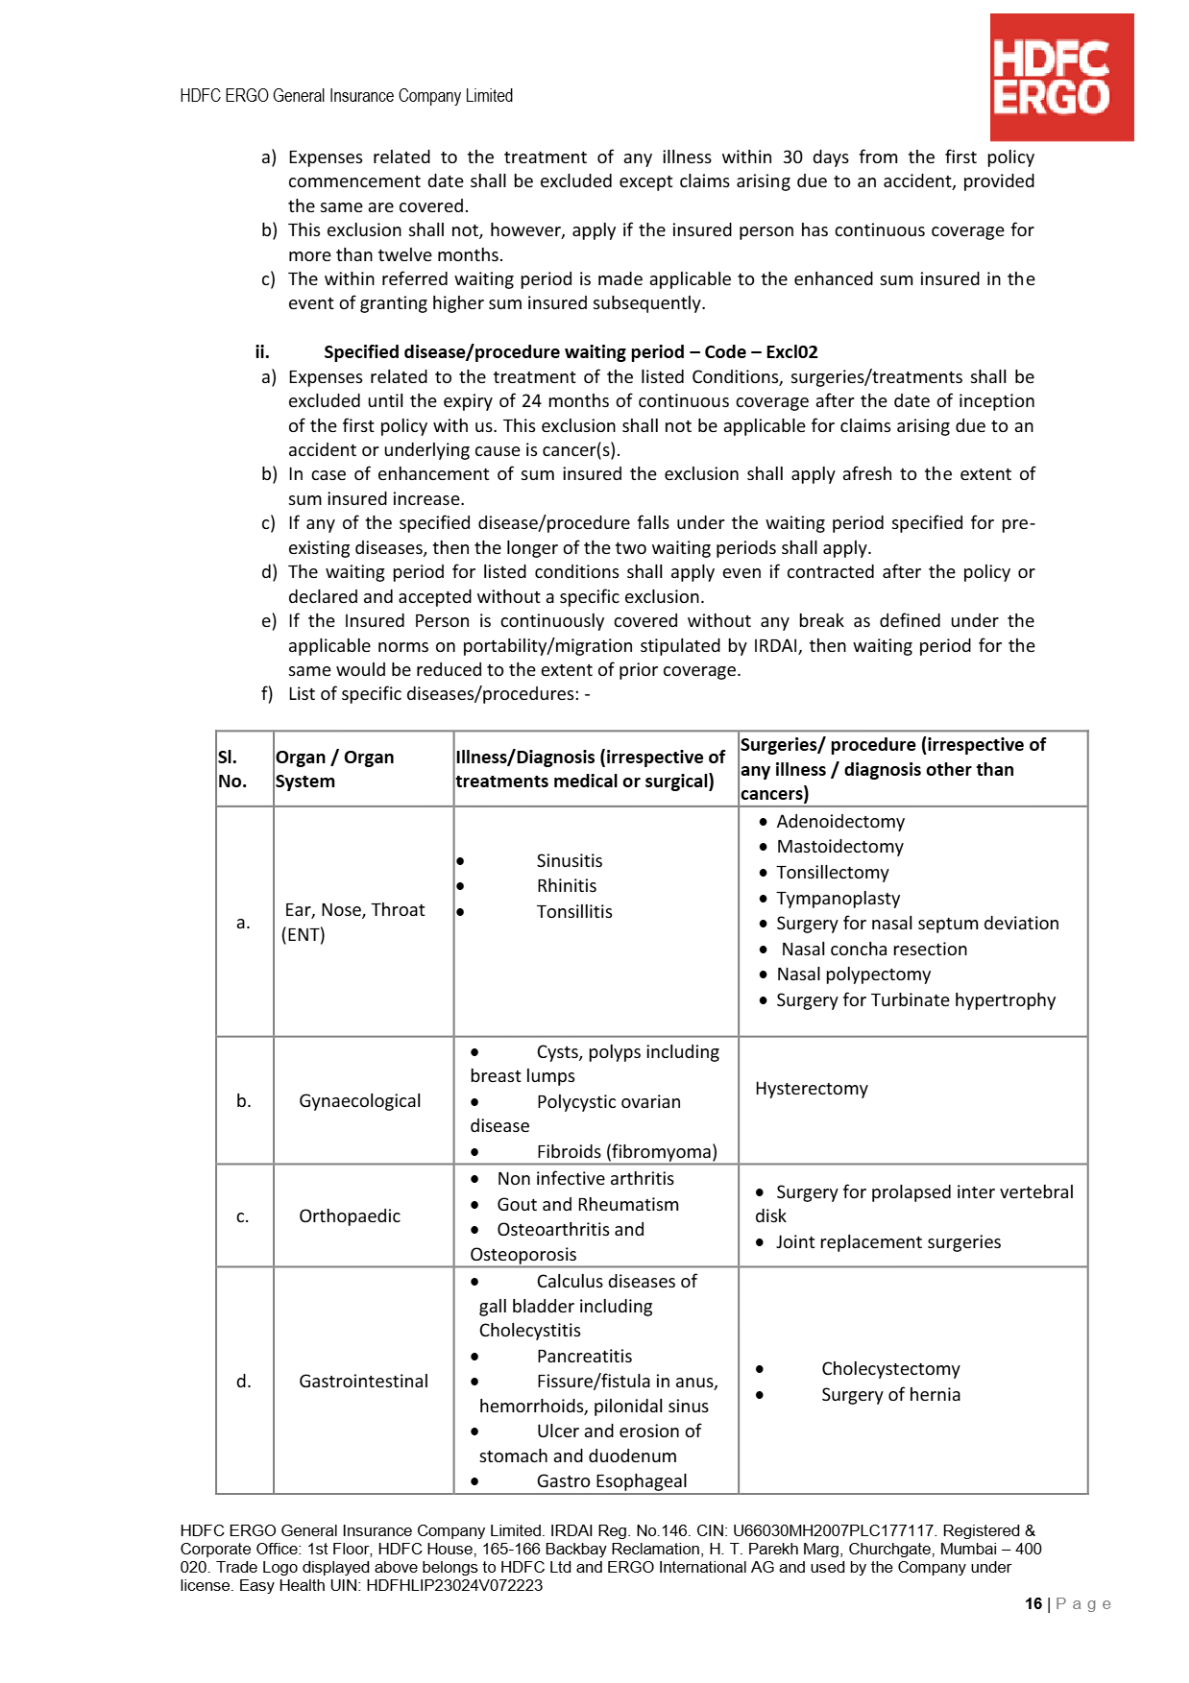 HDFC
ERGO
HDFC ERGO General Insurance Company Limited
a) Expenses related to the treatment of any illness within 30 days from the first policy
commencement date shall be excluded except claims arising due to an accident, provided
the same are covered.
b) This exclusion shall not, however, apply if the insured person has continuous coverage for
more than twelve months.
c) The within referred waiting period is made applicable to the enhanced sum insured in the
event of granting higher sum insured subsequently.
ii. Specified disease/procedure waiting period – Code – Excl02
a) Expenses related to the treatment of the listed Conditions, surgeries/treatments shall be
excluded until the expiry of 24 months of continuous coverage after the date of inception
of the first policy with us. This exclusion shall not be applicable for claims arising due to an
accident or underlying cause is cancer(s).
b) In case of enhancement of sum insured the exclusion shall apply afresh to the extent of
sum insured increase.
c) If any of the specified disease/procedure falls under the waiting period specified for pre-
existing diseases, then the longer of the two waiting periods shall apply.
d) The waiting period for listed conditions shall apply even if contracted after the policy or
declared and accepted without a specific exclusion.
e) If the Insured Person is continuously covered without any break as defined under the
applicable norms on portability/migration stipulated by IRDAI, then waiting period for the
same would be reduced to the extent of prior coverage.
f) List of specific diseases/procedures: -
Sl.
No.
Organ / Organ
System
Illness/Diagnosis (irrespective of
treatments medical or surgical)
Surgeries/ procedure (irrespective of
any illness / diagnosis other than
cancers)
a.
Ear, Nose, Throat
(ENT)
• Sinusitis
• Rhinitis
• Tonsillitis
• Adenoidectomy
• Mastoidectomy
• Tonsillectomy
• Tympanoplasty
• Surgery for nasal septum deviation
• Nasal concha resection
• Nasal polypectomy
• Surgery for Turbinate hypertrophy
b.
Gynaecological
• Cysts, polyps including
breast lumps
• Polycystic ovarian
disease
• Fibroids (fibromyoma)
Hysterectomy
c.
Orthopaedic
• Non infective arthritis
• Gout and Rheumatism
• Osteoarthritis and
Osteoporosis
• Surgery for prolapsed inter vertebral
disk
• Joint replacement surgeries
d.
Gastrointestinal
• Calculus diseases of
gall bladder including
Cholecystitis
• Pancreatitis
• Fissure/fistula in anus,
hemorrhoids, pilonidal sinus
• Ulcer and erosion of
stomach and duodenum
• Gastro Esophageal
• Cholecystectomy
• Surgery of hernia
HDFC ERGO General Insurance Company Limited. IRDAI Reg. No.146. CIN: U66030MH2007PLC177117. Registered &
Corporate Office: 1st Floor, HDFC House, 165-166 Backbay Reclamation, H. T. Parekh Marg, Churchgate, Mumbai – 400
020. Trade Logo displayed above belongs to HDFC Ltd and ERGO International AG and used by the Company under
license. Easy Health UIN: HDFHLIP23024V072223
16 | P a g e